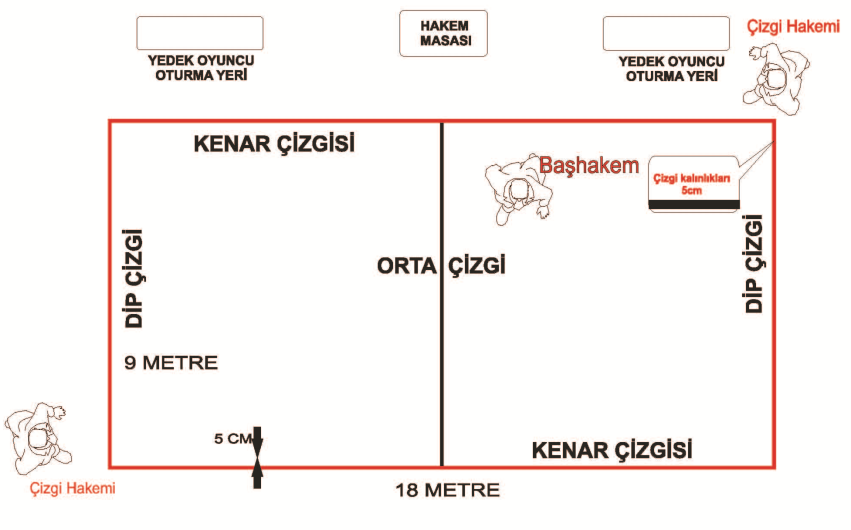 HAKEM
MASASI
Çizgi Hakemi
YEDEK OYUNCU
OTURMA YERİ
YEDEK OYUNCU
OTURMA YERİ
KENAR ÇİZGİSİ
Başhakem
Çizgi kalınlıkları
5cm
DİP ÇİZGİ
ORTA ÇİZGİ
DİP ÇİZGİ
9 METRE
5 CM
KENAR ÇİZGİSİ
Çizgi Hakemi
18 METRE